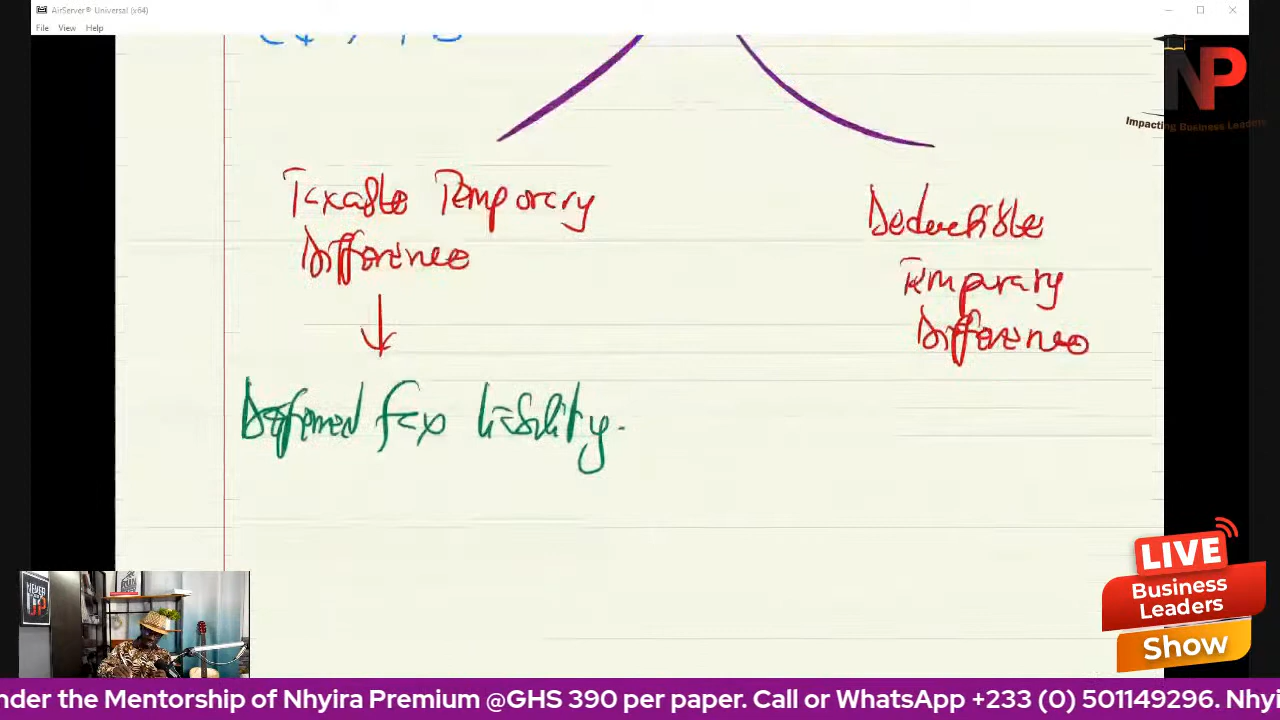 AirServer® Universal (x64)
File View Help
NP
Impacting Business Leaders
Taxable Temporary
Difference
Deductible
Temporary
Difference
Deferred tax liability.
LIVE
Business
Leaders
Show
nder the Mentorship of Nhyira Premium @GHS 390 per paper. Call or WhatsApp +233 (0) 501149296. Nhyi